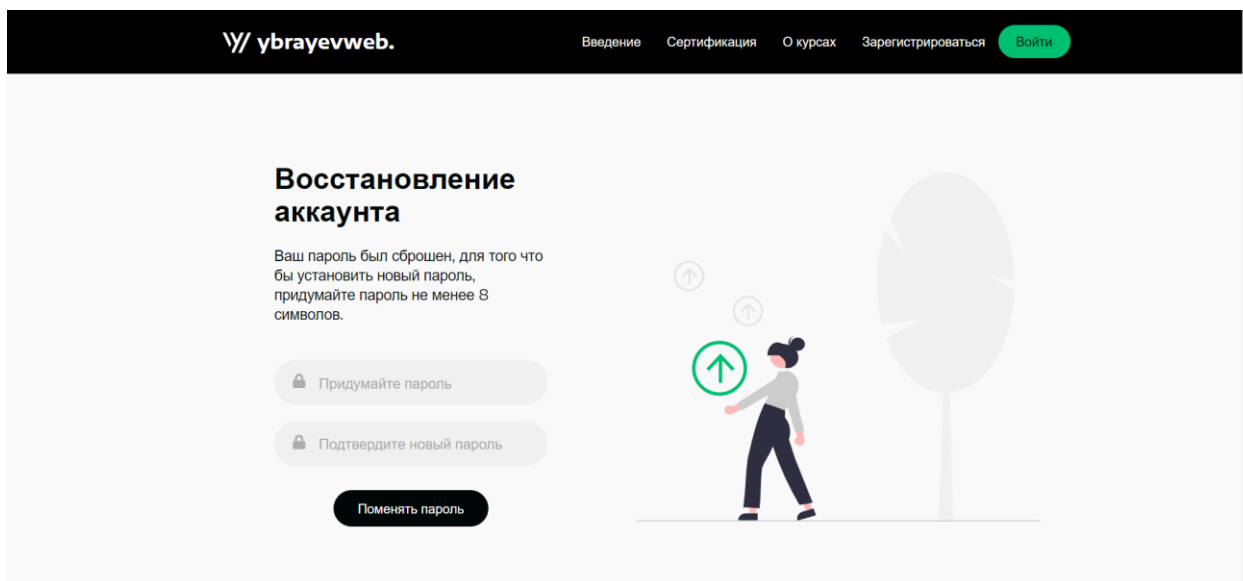 ybrayevweb.
Введение Сертификация О курсах Зарегистрироваться Войти
Восстановление
аккаунта
Ваш пароль был сброшен, для того что
бы установить новый пароль,
придумайте пароль не менее 8
символов.
Придумайте пароль
Подтвердите новый пароль
Поменять пароль